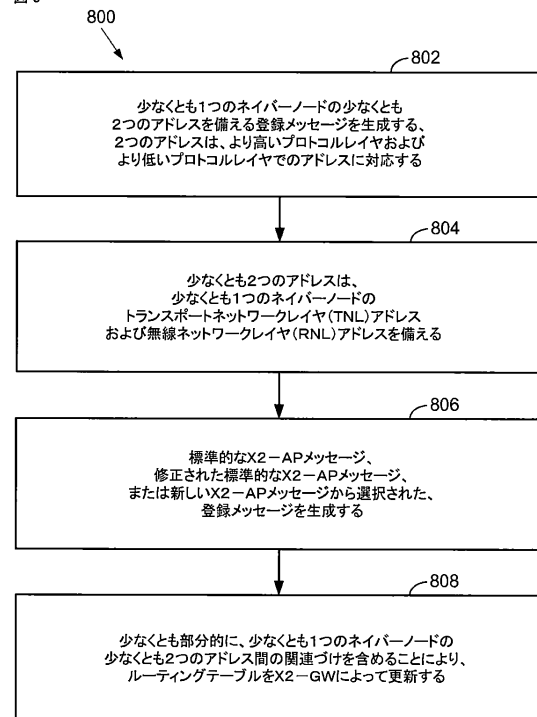 800
802
少なくとも1つのネイバーノードの少なくとも
2つのアドレスを備える登録メッセージを生成する、
2つのアドレスは、より高いプロトコルレイヤおよび
より低いプロトコルレイヤでのアドレスに対応する
804
少なくとも2つのアドレスは、
少なくとも1つのネイバーノードの
トランスポートネットワークレイヤ(TNL)アドレス
および無線ネットワークレイヤ(RNL)アドレスを備える
806
標準的なX2-APメッセージ、
修正された標準的なX2-APメッセージ、
または新しいX2-APメッセージから選択された、
登録メッセージを生成する
808
少なくとも部分的に、少なくとも1つのネイバーノードの
少なくとも2つのアドレス間の関連づけを含めることにより、
ルーティングテーブルをX2-GWによって更新する